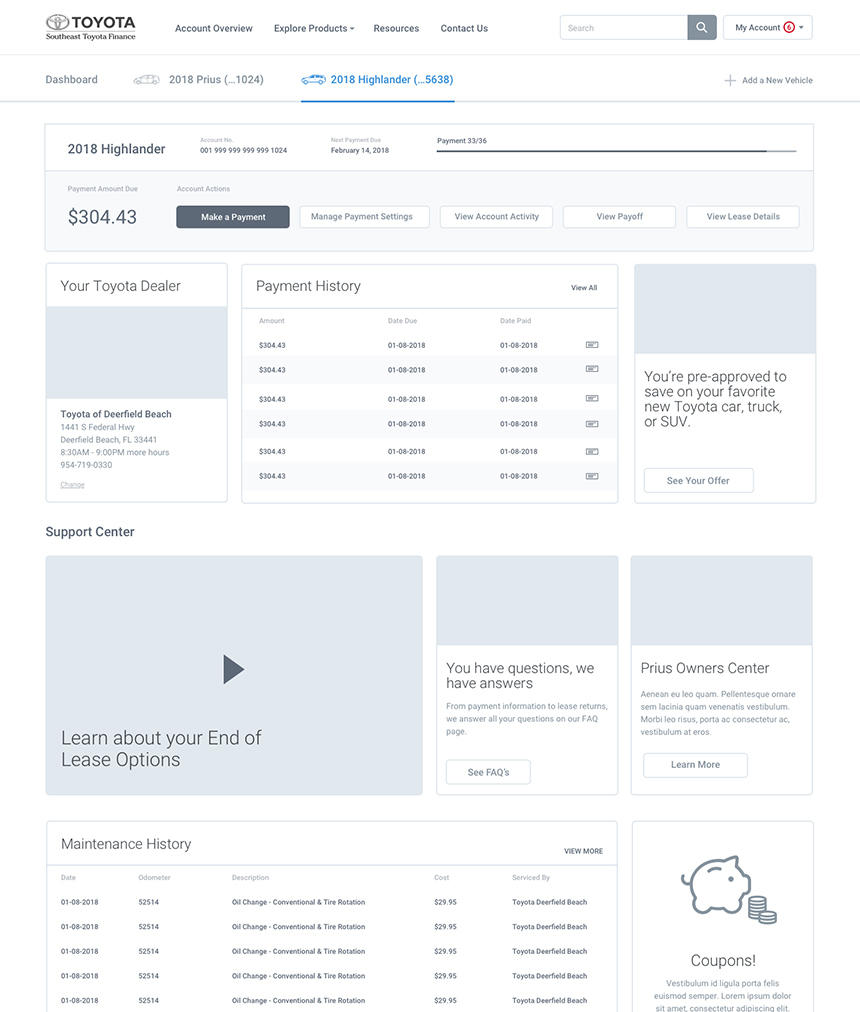 TOYOTA
Southeast Toyota Finance
Account Overview
Explore Products
Resources
Contact Us
Search
My Account 6
Dashboard
2018 Prius (...1024)
2018 Highlander (...5638)
Add a New Vehicle
2018 Highlander
Account No.
001 999 999 999 999 1024
Next Payment Due
February 14, 2018
Payment 33/36
Payment Amount Due
$304.43
Account Actions
Make a Payment
Manage Payment Settings
View Account Activity
View Payoff
View Lease Details
Your Toyota Dealer
Toyota of Deerfield Beach
1441 S Federal Hwy
Deerfield Beach, FL 33441
8:30AM - 9:00PM more hours
954-719-0330
Change
Payment History
View All
Amount Date Due Date Paid
$304.43 01-08-2018 01-08-2018
$304.43 01-08-2018 01-08-2018
$304.43 01-08-2018 01-08-2018
$304.43 01-08-2018 01-08-2018
$304.43 01-08-2018 01-08-2018
$304.43 01-08-2018 01-08-2018
You're pre-approved to
save on your favorite
new Toyota car, truck,
or SUV.
See Your Offer
Support Center
Learn about your End of
Lease Options
You have questions, we
have answers
From payment information to lease returns,
we answer all your questions on our FAQ
page.
See FAQ's
Prius Owners Center
Aenean eu leo quam. Pellentesque ornare
sem lacinia quam venenatis vestibulum.
Morbi leo risus, porta ac consectetur ac,
vestibulum at eros.
Learn More
Maintenance History
VIEW MORE
Date Odometer Description Cost Serviced By
01-08-2018 52514 Oil Change - Conventional & Tire Rotation $29.95 Toyota Deerfield Beach
01-08-2018 52514 Oil Change - Conventional & Tire Rotation $29.95 Toyota Deerfield Beach
01-08-2018 52514 Oil Change - Conventional & Tire Rotation $29.95 Toyota Deerfield Beach
01-08-2018 52514 Oil Change - Conventional & Tire Rotation $29.95 Toyota Deerfield Beach
01-08-2018 52514 Oil Change - Conventional & Tire Rotation $29.95 Toyota Deerfield Beach
Coupons!
Vestibulum id ligula porta felis
euismod semper. Lorem ipsum dolor
sit amet, consectetur adipiscing elit.